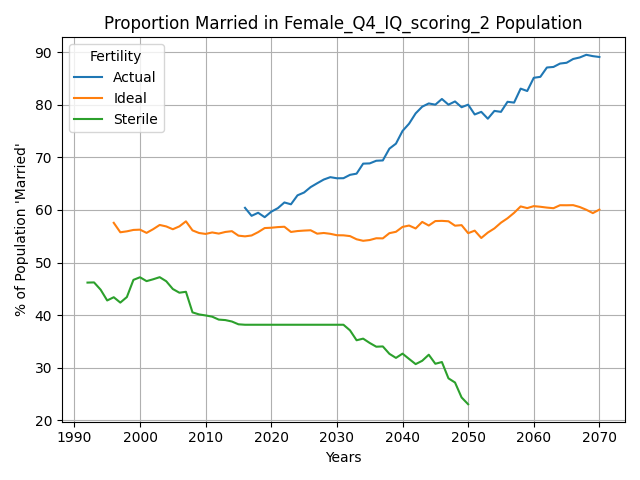 Proportion Married in Female_Q4_IQ_scoring_2 Population
% of Population 'Married'
90
80
70
60
50
40
30
20
Fertility
Actual
Ideal
Sterile
1990 2000 2010 2020 2030 2040 2050 2060 2070
Years